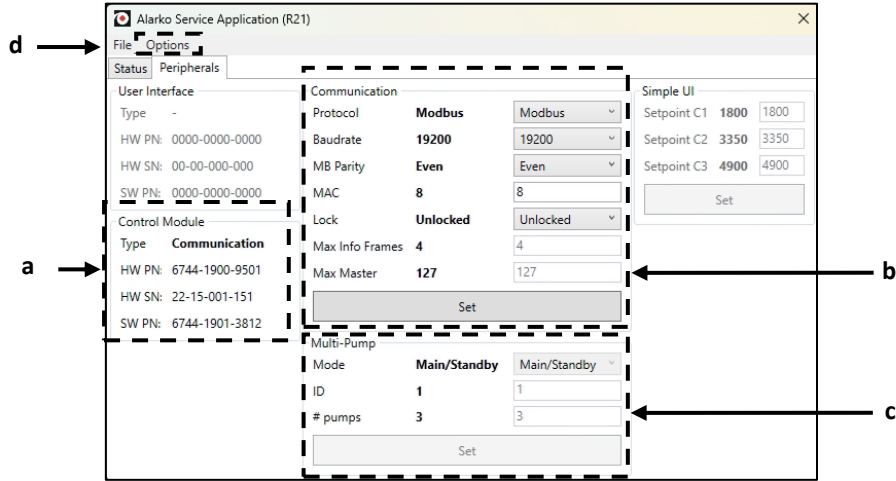 Alarko Service Application (R21)
d
File Options
Status Peripherals
User Interface
Type -
HW PN: 0000-0000-0000
HW SN: 00-00-000-000
SW PN: 0000-0000-0000
a
Control Module
Type Communication
HW PN: 6744-1900-9501
HW SN: 22-15-001-151
SW PN: 6744-1901-3812
Communication
Protocol Modbus Modbus
Baudrate 19200 19200
MB Parity Even Even
MAC 8 8
Lock Unlocked Unlocked
Max Info Frames 4 4
Max Master 127 127
Set
b
Multi-Pump
Mode Main/Standby Main/Standby
ID 1 1
# pumps 3 3
Set
c
Simple UI
Setpoint C1 1800 1800
Setpoint C2 3350 3350
Setpoint C3 4900 4900
Set